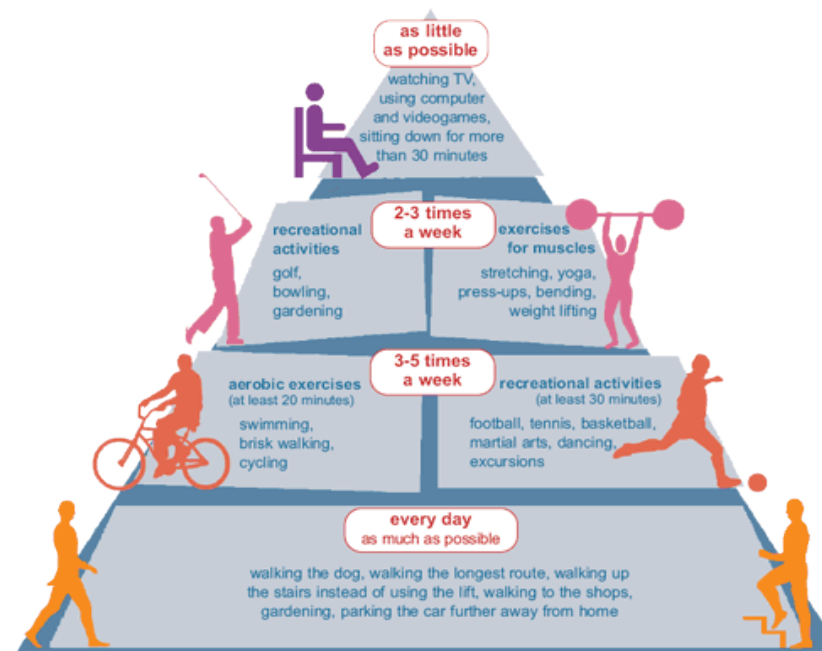 as little
as possible
watching TV,
using computer
and videogames,
sitting down for more
than 30 minutes
2-3 times
a week
recreational
activities
golf,
bowling,
gardening
exercises
for muscles
stretching, yoga,
press-ups, bending,
weight lifting
3-5 times
a week
aerobic exercises
(at least 20 minutes)
swimming,
brisk walking,
cycling
recreational activities
(at least 30 minutes)
football, tennis, basketball,
martial arts, dancing,
excursions
every day
as much as possible
walking the dog, walking the longest route, walking up
the stairs instead of using the lift, walking to the shops,
gardening, parking the car further away from home